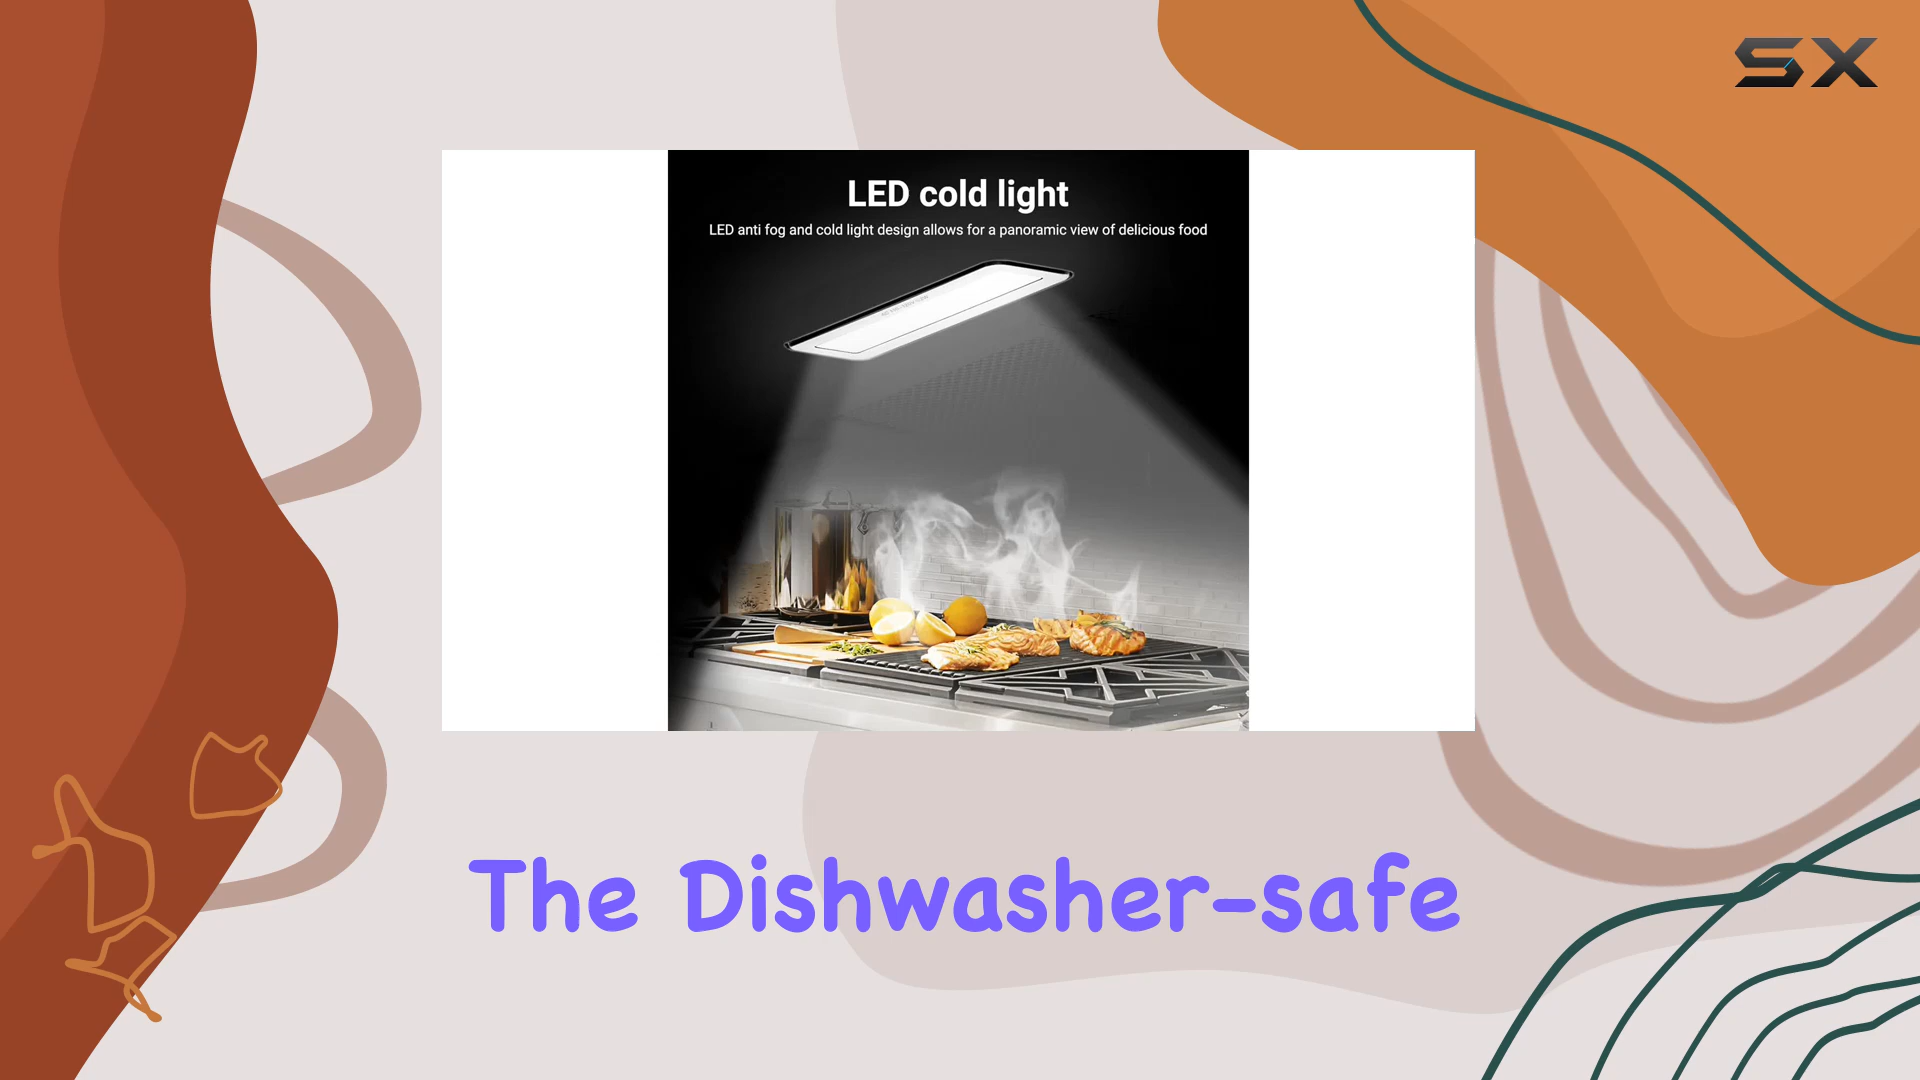 SX
LED cold light
LED anti fog and cold light design allows for a panoramic view of delicious food
The Dishwasher-safe